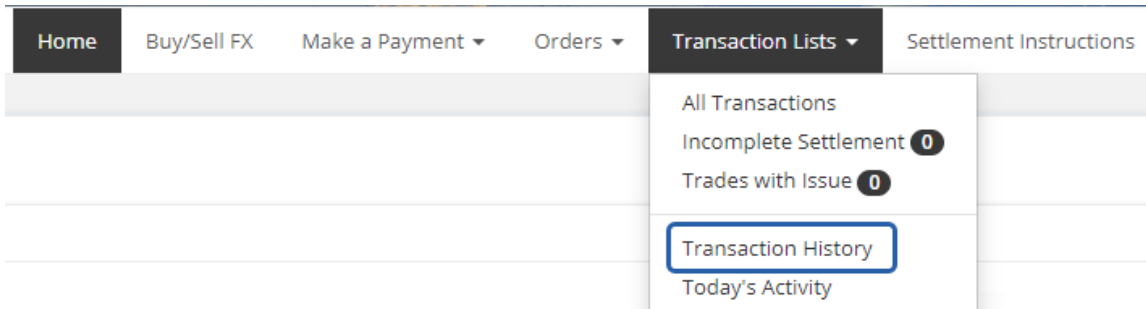 Home Buy/Sell FX Make a Payment Orders Transaction Lists Settlement Instructions
All Transactions
Incomplete Settlement 0
Trades with Issue 0
Transaction History
Today's Activity